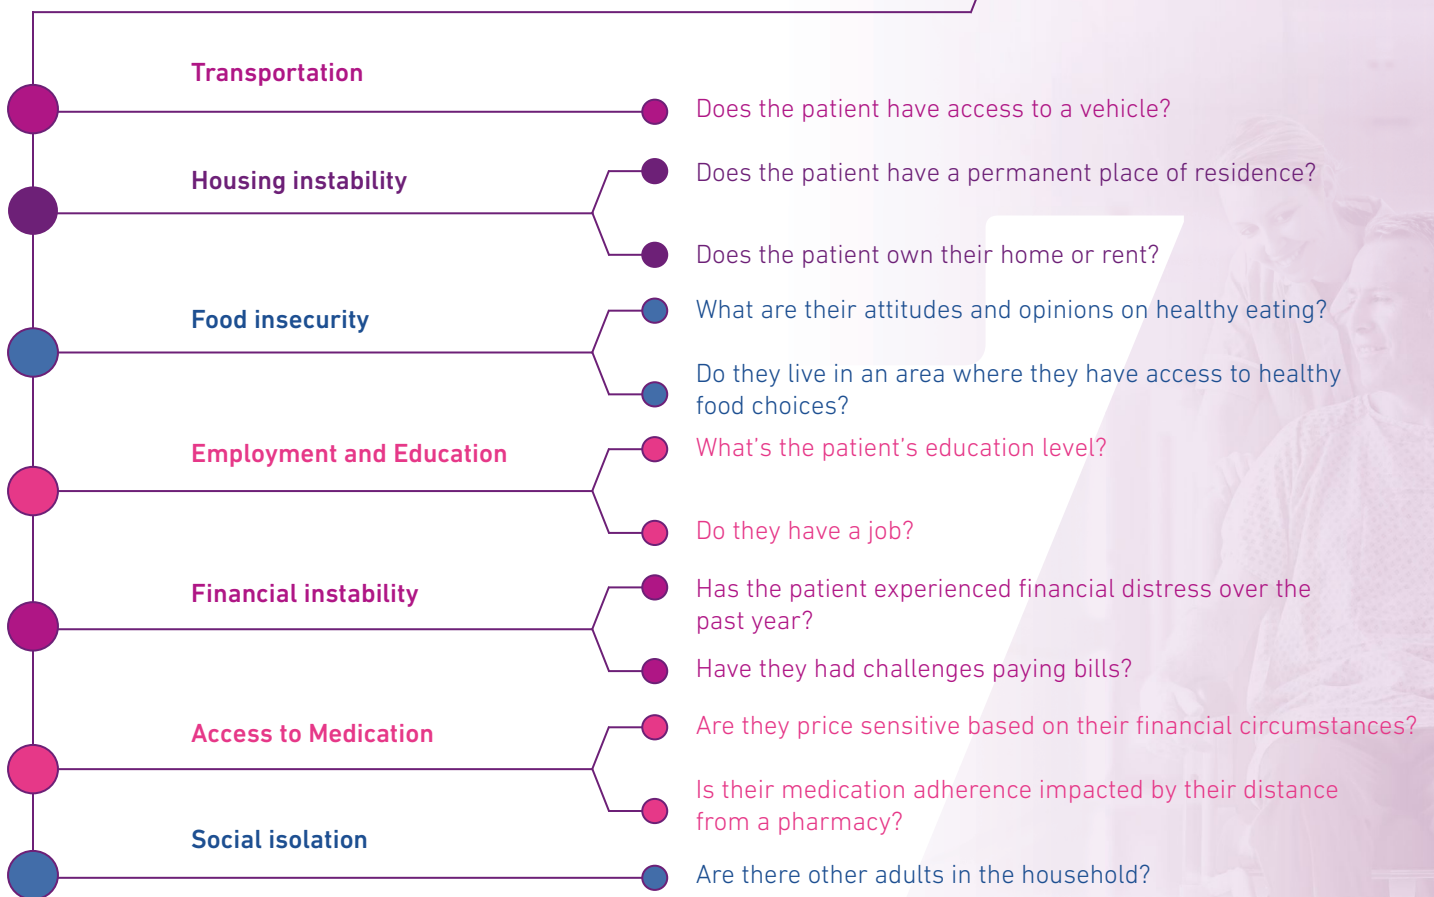 Transportation
Does the patient have access to a vehicle?
Housing instability
Does the patient have a permanent place of residence?
Does the patient own their home or rent?
Food insecurity
What are their attitudes and opinions on healthy eating?
Do they live in an area where they have access to healthy
food choices?
Employment and Education
What's the patient's education level?
Do they have a job?
Financial instability
Has the patient experienced financial distress over the
past year?
Have they had challenges paying bills?
Access to Medication
Are they price sensitive based on their financial circumstances?
Is their medication adherence impacted by their distance
from a pharmacy?
Social isolation
Are there other adults in the household?
7